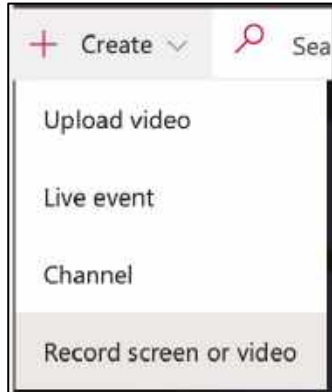 + Create Sea
Upload video
Live event
Channel
Record screen or video